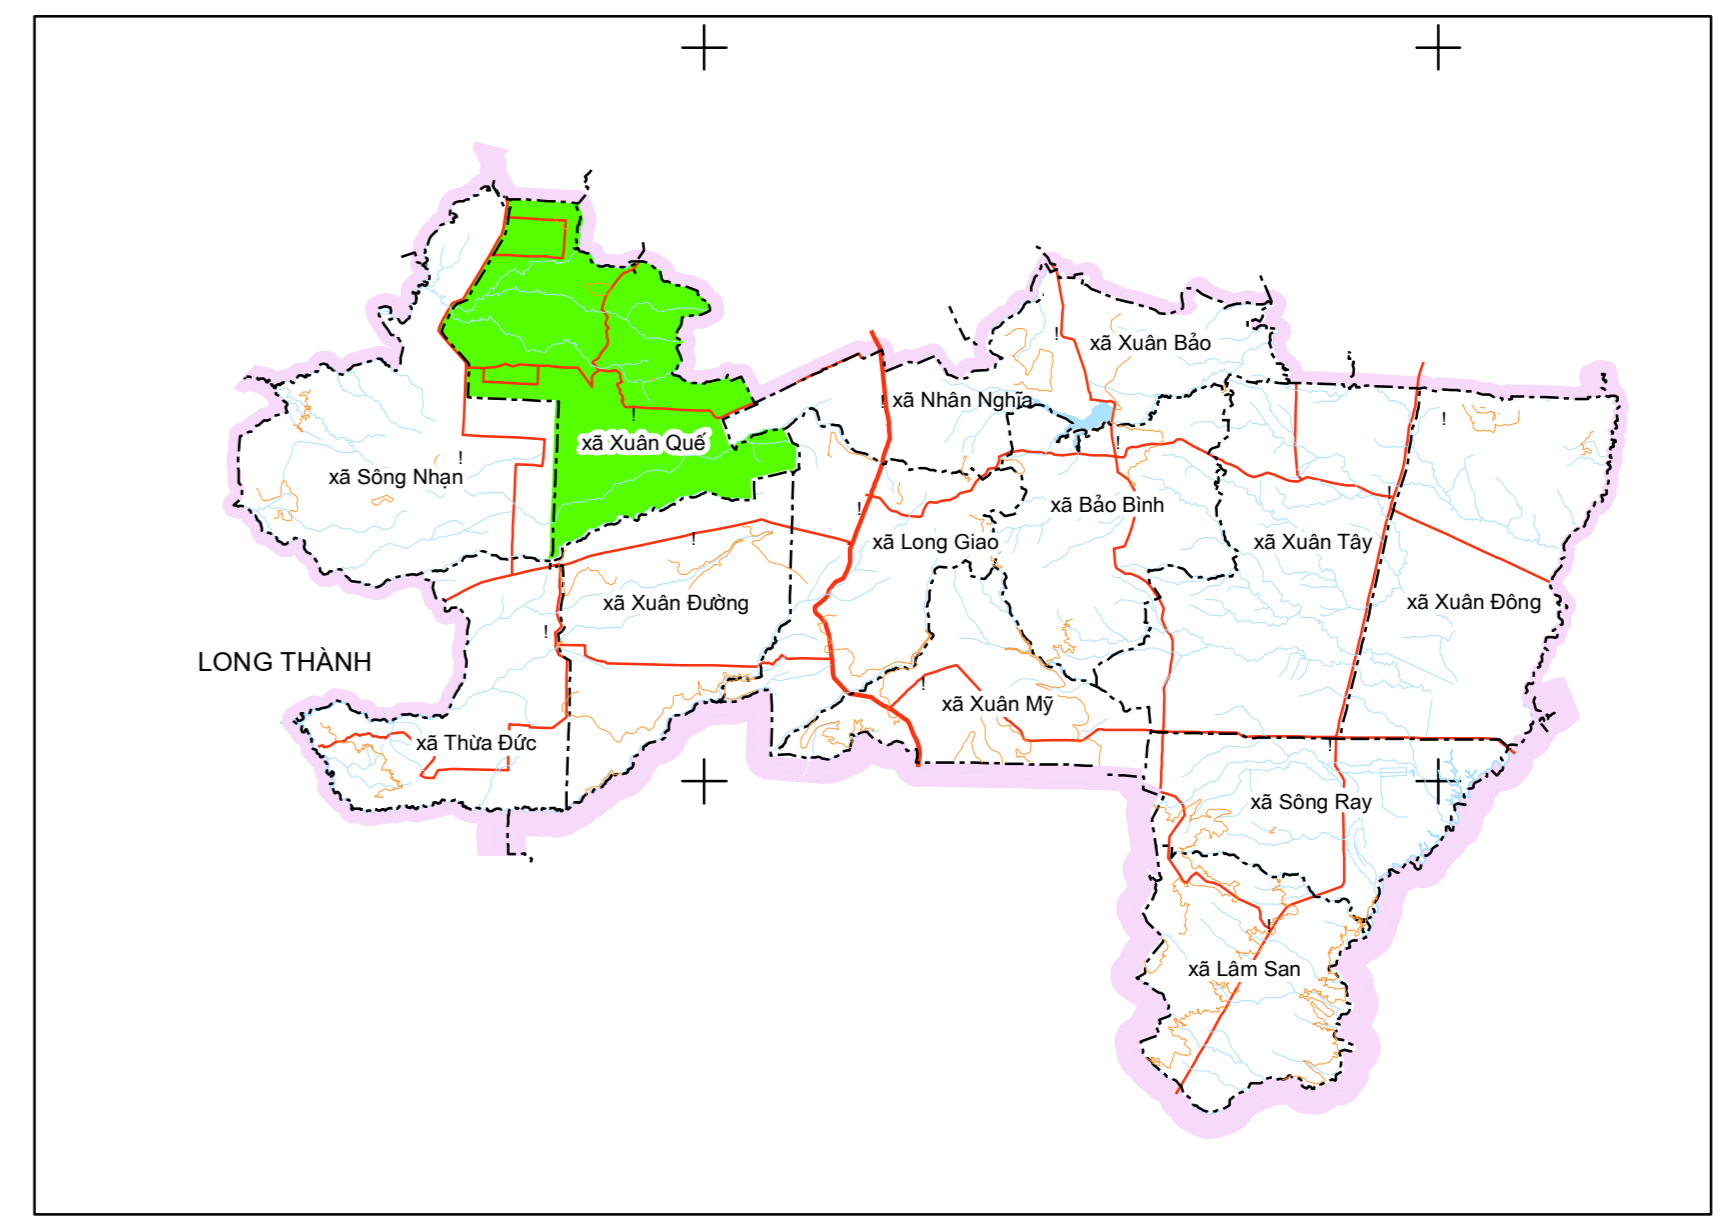 xã Xuân Bảo
xã Nhân Nghĩa
xã Xuân Quế
xã Sông Nhạn
xã Bảo Bình
xã Long Giao
xã Xuân Tây
xã Xuân Đường
xã Xuân Đông
LONG THÀNH
xã Xuân Mỹ
xã Thừa Đức
xã Sông Ray
xã Lâm San